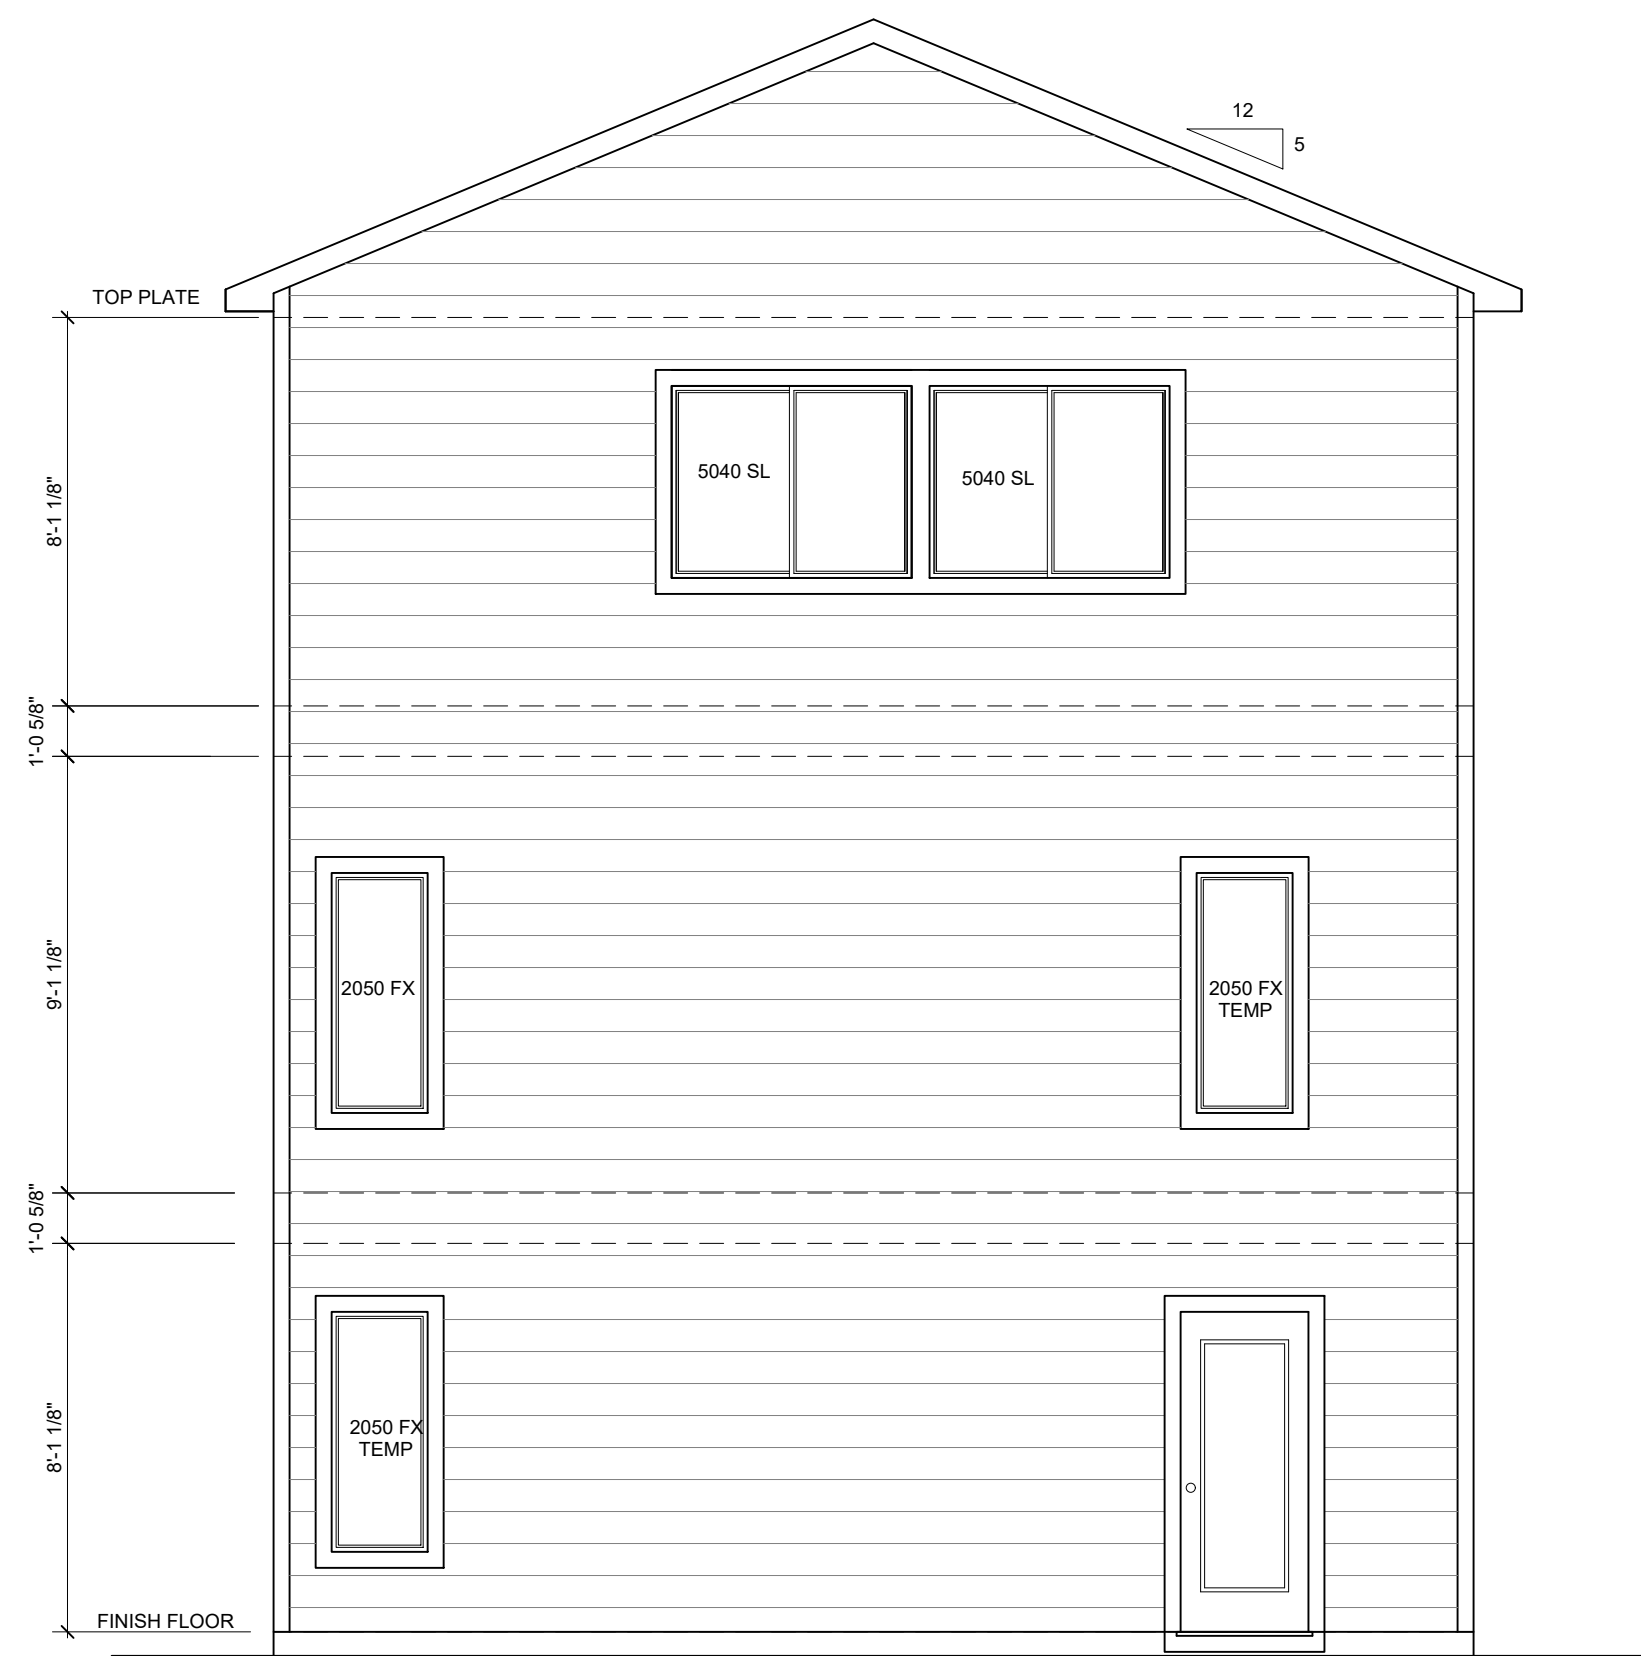 12
5
TOP PLATE
8'-1 1/8"
5040 SL
5040 SL
1'-0 5/8"
9'-1 1/8"
2050 FX
2050 FX
TEMP
1'-0 5/8"
8'-1 1/8"
2050 FX
TEMP
FINISH FLOOR